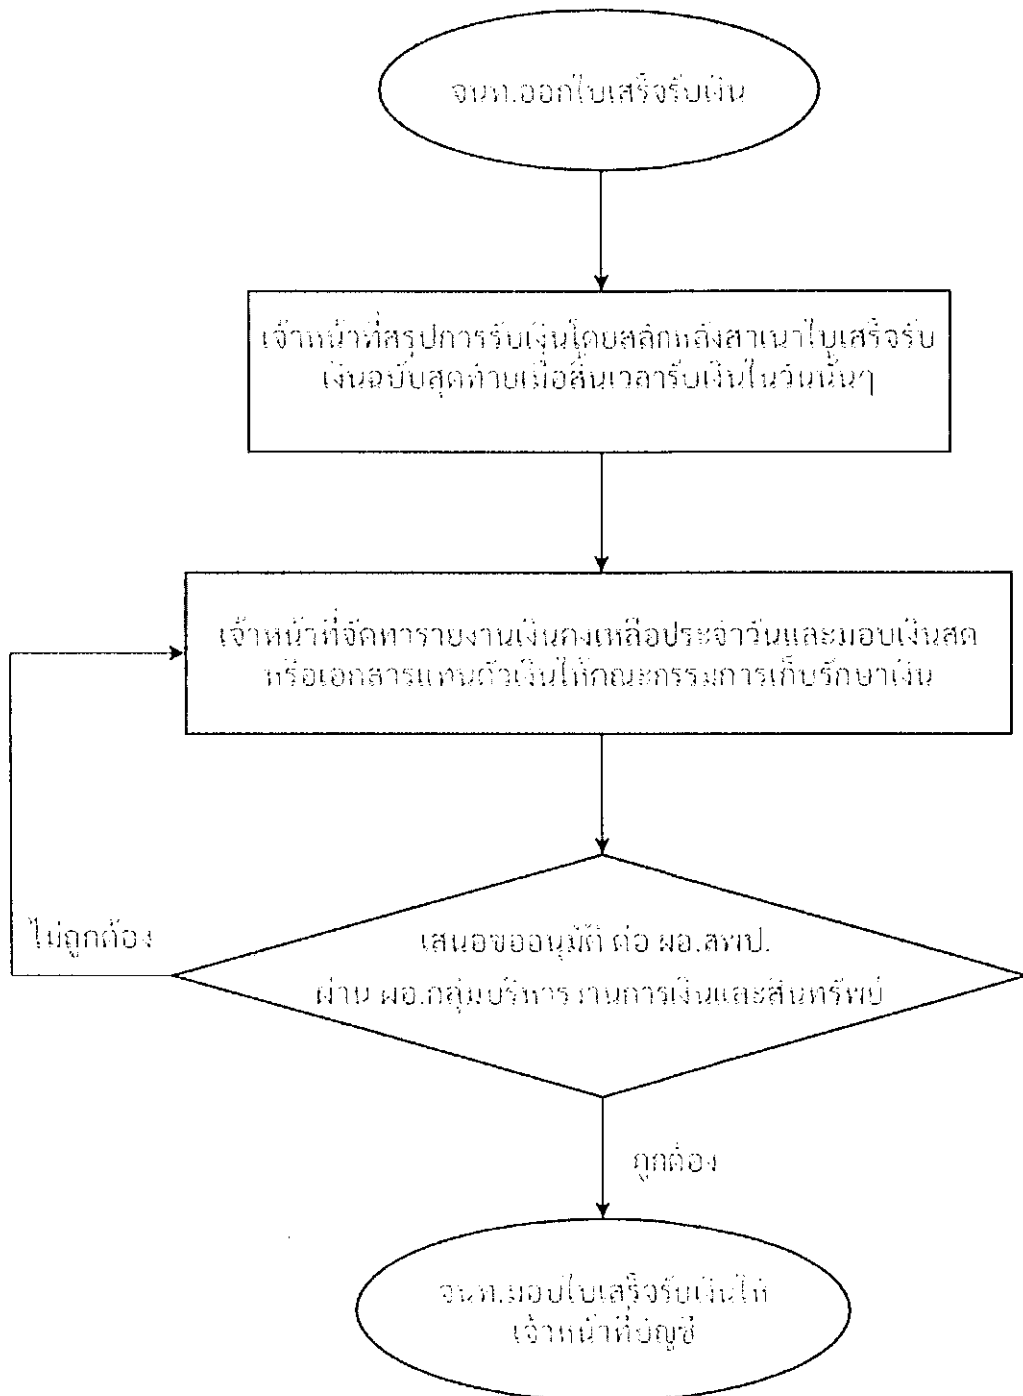 จนท.ออกใบเสร็จรับเงิน
เจ้าหน้าที่สรุปการรับเงินโดยสลักหลังสำเนาใบเสร็จรับ
เงินฉบับสุดท้ายเมื่อสิ้นเวลารับเงินในวันนั้นๆ
เจ้าหน้าที่จัดทำรายงานเงินคงเหลือประจำวันและมอบเงินสด
หรือเอกสารแทนตัวเงินให้คณะกรรมการเก็บรักษาเงิน
ไม่ถูกต้อง
เสนอขออนุมัติ ต่อ ผอ.สพป.
ผ่าน ผอ.กลุ่มบริหารงานการเงินและสินทรัพย์
ถูกต้อง
จนท.มอบใบเสร็จรับเงินให้
เจ้าหน้าที่บัญชี